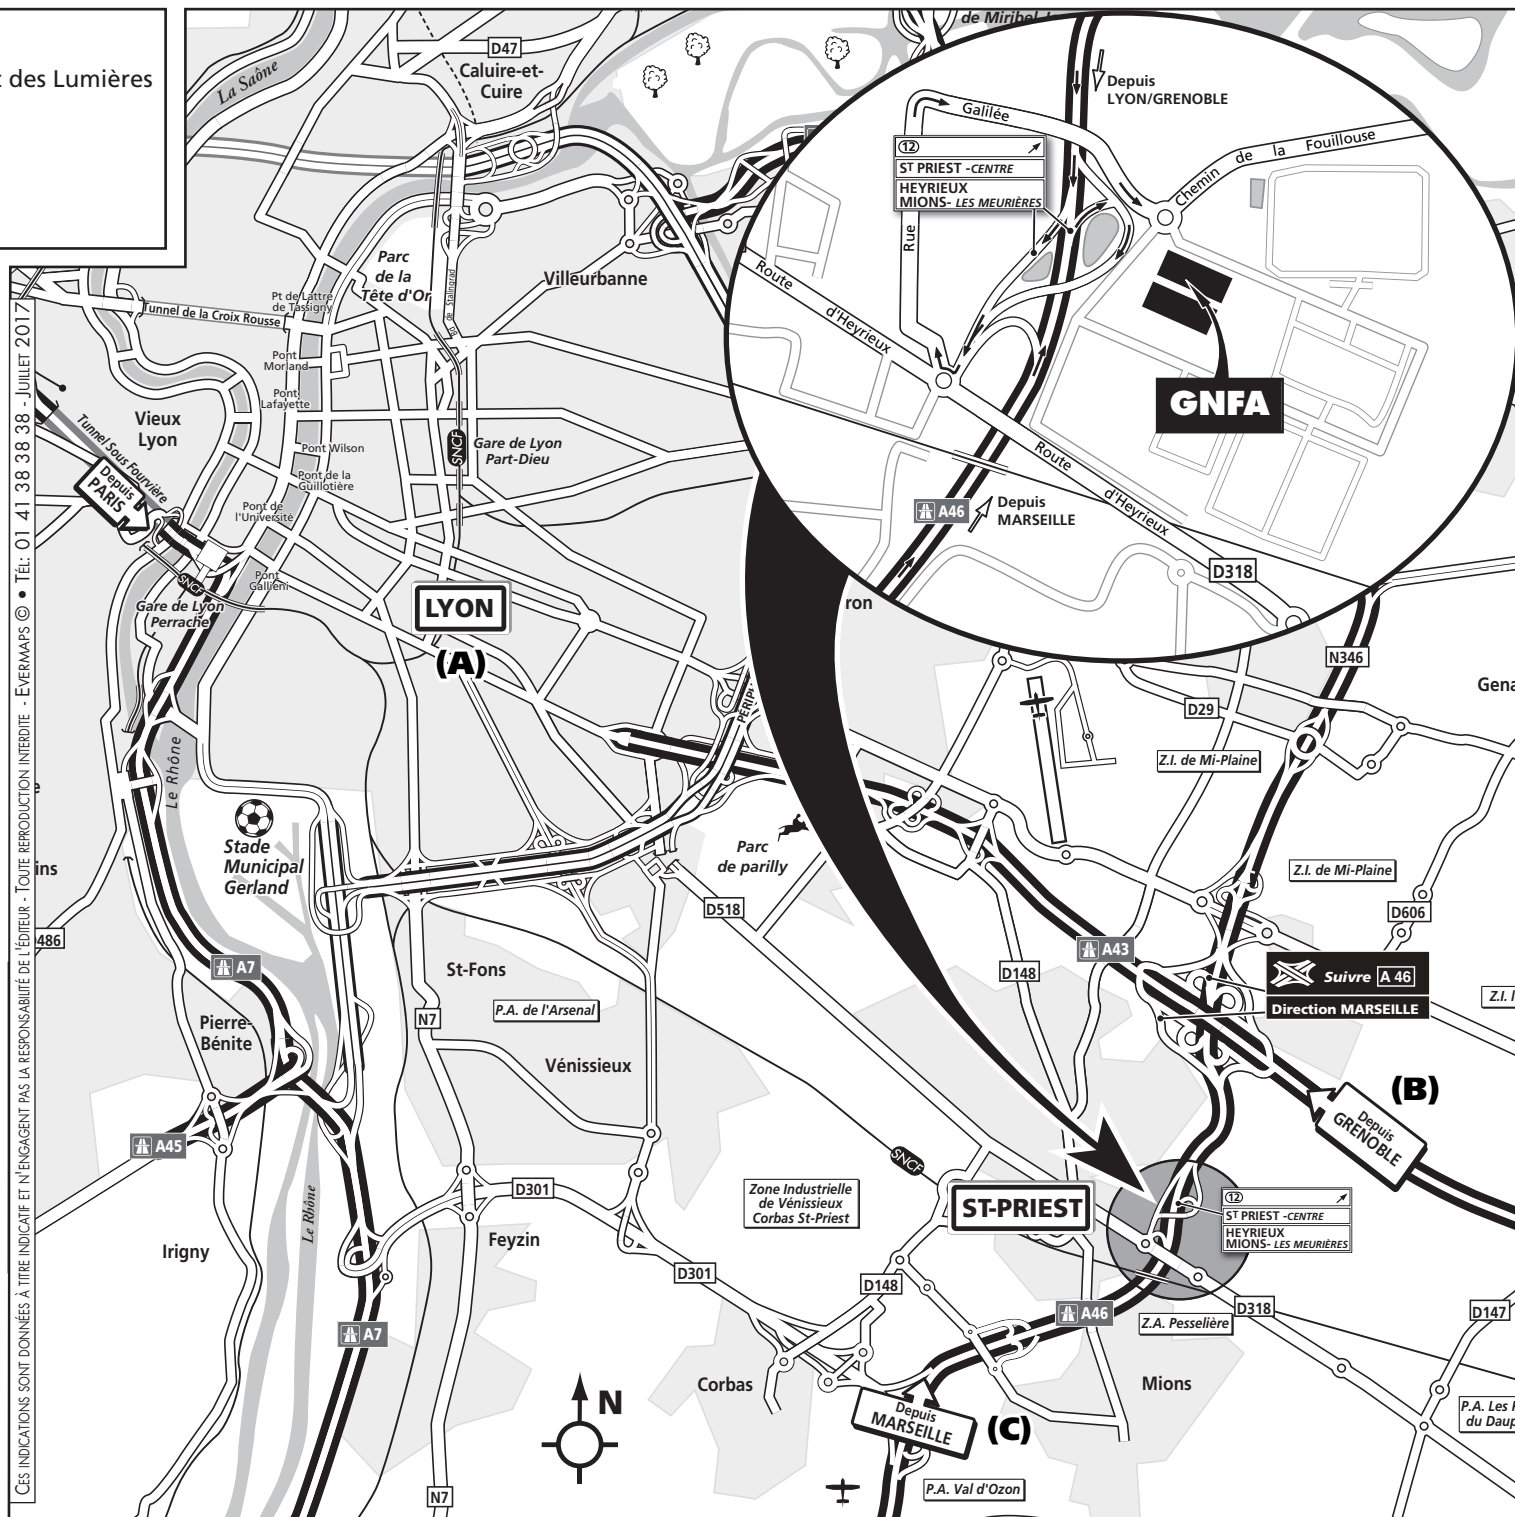 t des Lumières
CES INDICATIONS SONT DONNÉES À TITRE INDICATIF ET N'ENGAGENT PAS LA RESPONSABILITÉ DE L'ÉDITEUR - TOUTE REPRODUCTION INTERDITE - EVERMAPS © • TÉL: 01 41 38 38 38 - JUILLET 2017
La Saône
D47
Caluire-et-
Cuire
de Miribel-J
Depuis
LYON/GRENOBLE
Galilée
de la Fouillouse
Chemin
12
ST PRIEST -CENTRE
HEYRIEUX
MIONS- LES MEURIÈRES
Rue
Route
d'Heyrieux
GNFA
Route
d'Heyrieux
A46
Depuis
MARSEILLE
D318
Parc
de la
Tête d'Or
Bd de Stalingrad
Villeurbanne
Pt de Lattre
de Tassigny
Tunnel de la Croix Rousse
Pont
Morland
Pont
Lafayette
Vieux
Lyon
Tunnel Sous Fourvière
Pont Wilson
SNCF
Gare de Lyon
Part-Dieu
Depuis
PARIS
Pont de la
Guillotière
Pont de
l'Université
Pont
Galliéni
SNCF
Gare de Lyon
Perrache
LYON
(A)
ron
N346
Gena
D29
PÉRIPH
Z.I. de Mi-Plaine
Le Rhône
Stade
Municipal
Gerland
Parc
de parilly
e
ins
Z.I. de Mi-Plaine
D518
D606
486
A43
A7
St-Fons
D148
Suivre A 46
Direction MARSEILLE
Z.I. l
P.A. de l'Arsenal
N7
Pierre-
Bénite
Vénissieux
(B)
Depuis
GRENOBLE
A45
SNCF
D301
Zone Industrielle
de Vénissieux
Corbas St-Priest
ST-PRIEST
12
ST PRIEST -CENTRE
HEYRIEUX
MIONS- LES MEURIÈRES
Le Rhône
Irigny
Feyzin
D301
D148
A46
D318
D147
Z.A. Pesselière
A7
Corbas
Mions
N
Depuis
MARSEILLE
(C)
P.A. Les
du Daup
N7
P.A. Val d'Ozon